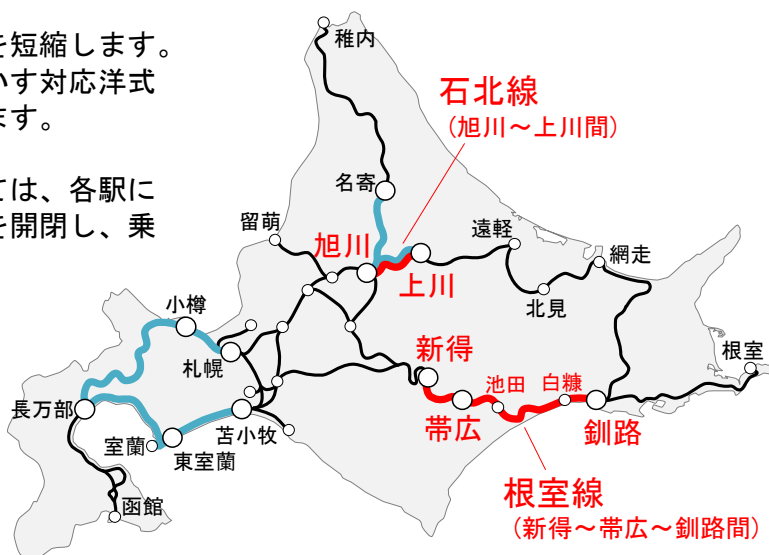 を短縮します。
いす対応洋式
ます。
ては、各駅に
を開閉し、乗
稚内
石北線
(旭川～上川間)
名寄
留萌
旭川
上川
遠軽
網走
北見
小樽
札幌
新得
池田
白糠
根室
長万部
帯広
釧路
苫小牧
室蘭
東室蘭
根室線
(新得～帯広～釧路間)
函館